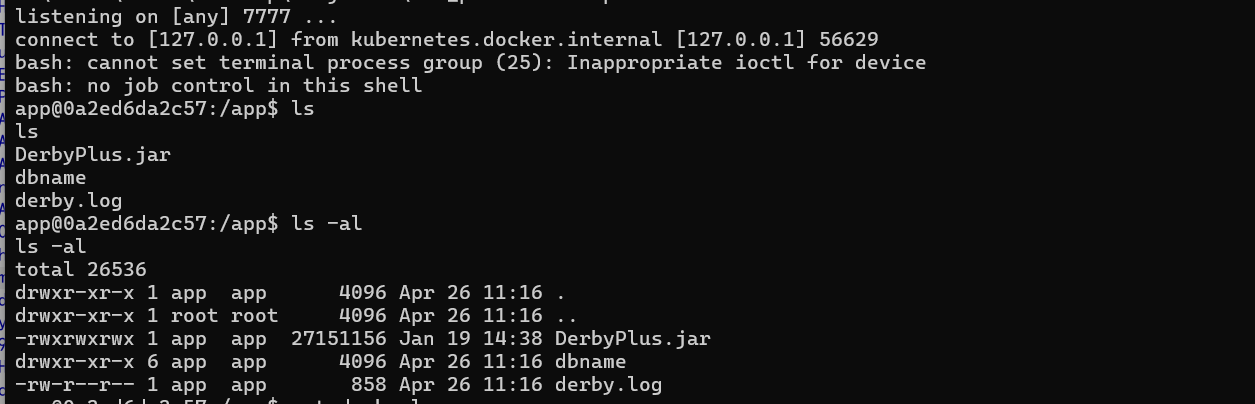 listening on [any] 7777 ...
connect to [127.0.0.1] from kubernetes.docker.internal [127.0.0.1] 56629
bash: cannot set terminal process group (25): Inappropriate ioctl for device
bash: no job control in this shell
app@0a2ed6da2c57:/app$ ls
ls
DerbyPlus.jar
dbname
derby.log
app@0a2ed6da2c57:/app$ ls -al
ls -al
total 26536
drwxr-xr-x 1 app  app      4096 Apr 26 11:16 .
drwxr-xr-x 1 root root     4096 Apr 26 11:16 ..
-rwxrwxrwx 1 app  app  27151156 Jan 19 14:38 DerbyPlus.jar
drwxr-xr-x 6 app  app      4096 Apr 26 11:16 dbname
-rw-r--r-- 1 app  app       858 Apr 26 11:16 derby.log